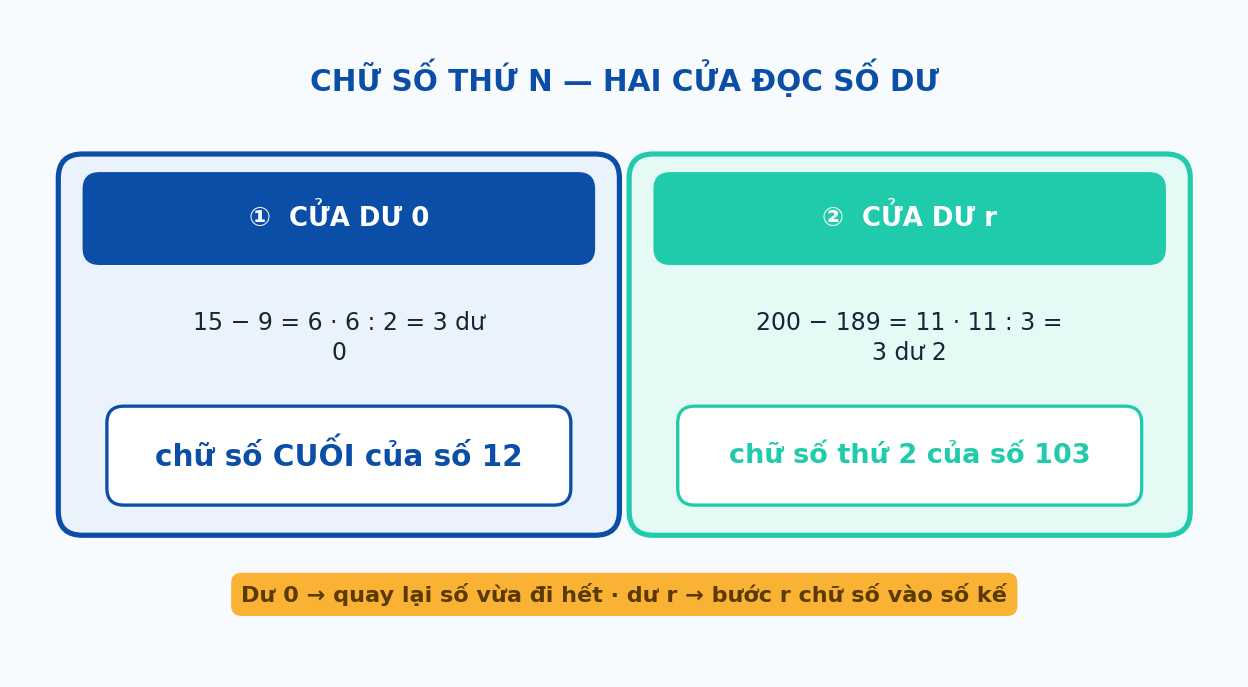 CHỮ SỐ THỨ N — HAI CỬA ĐỌC SỐ DƯ
① CỬA DƯ 0
15 − 9 = 6 · 6 : 2 = 3 dư
0
chữ số CUỐI của số 12
② CỬA DƯ r
200 − 189 = 11 · 11 : 3 =
3 dư 2
chữ số thứ 2 của số 103
Dư 0 → quay lại số vừa đi hết · dư r → bước r chữ số vào số kế